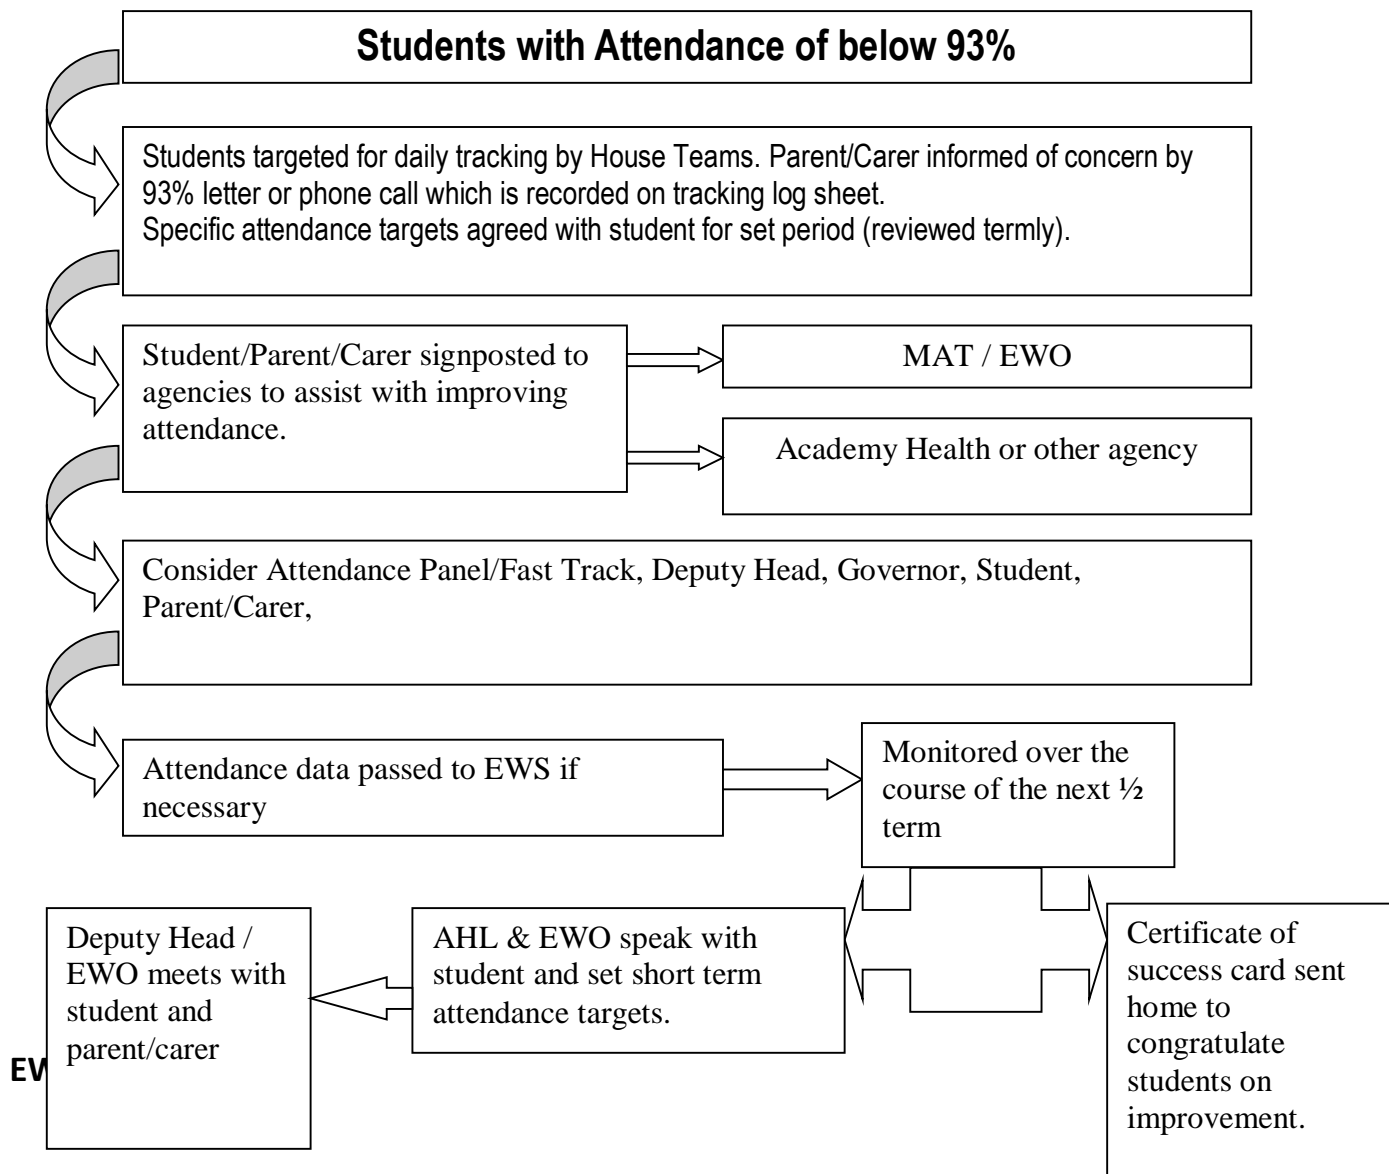 Students with Attendance of below 93%
Students targeted for daily tracking by House Teams. Parent/Carer informed of concern by
93% letter or phone call which is recorded on tracking log sheet.
Specific attendance targets agreed with student for set period (reviewed termly).
Student/Parent/Carer signposted to
agencies to assist with improving
attendance.
MAT / EWO
Academy Health or other agency
Consider Attendance Panel/Fast Track, Deputy Head, Governor, Student,
Parent/Carer,
Attendance data passed to EWS if
necessary
Monitored over the
course of the next ½
term
Deputy Head /
EWO meets with
student and
parent/carer
AHL & EWO speak with
student and set short term
attendance targets.
Certificate of
success card sent
home to
congratulate
students on
improvement.